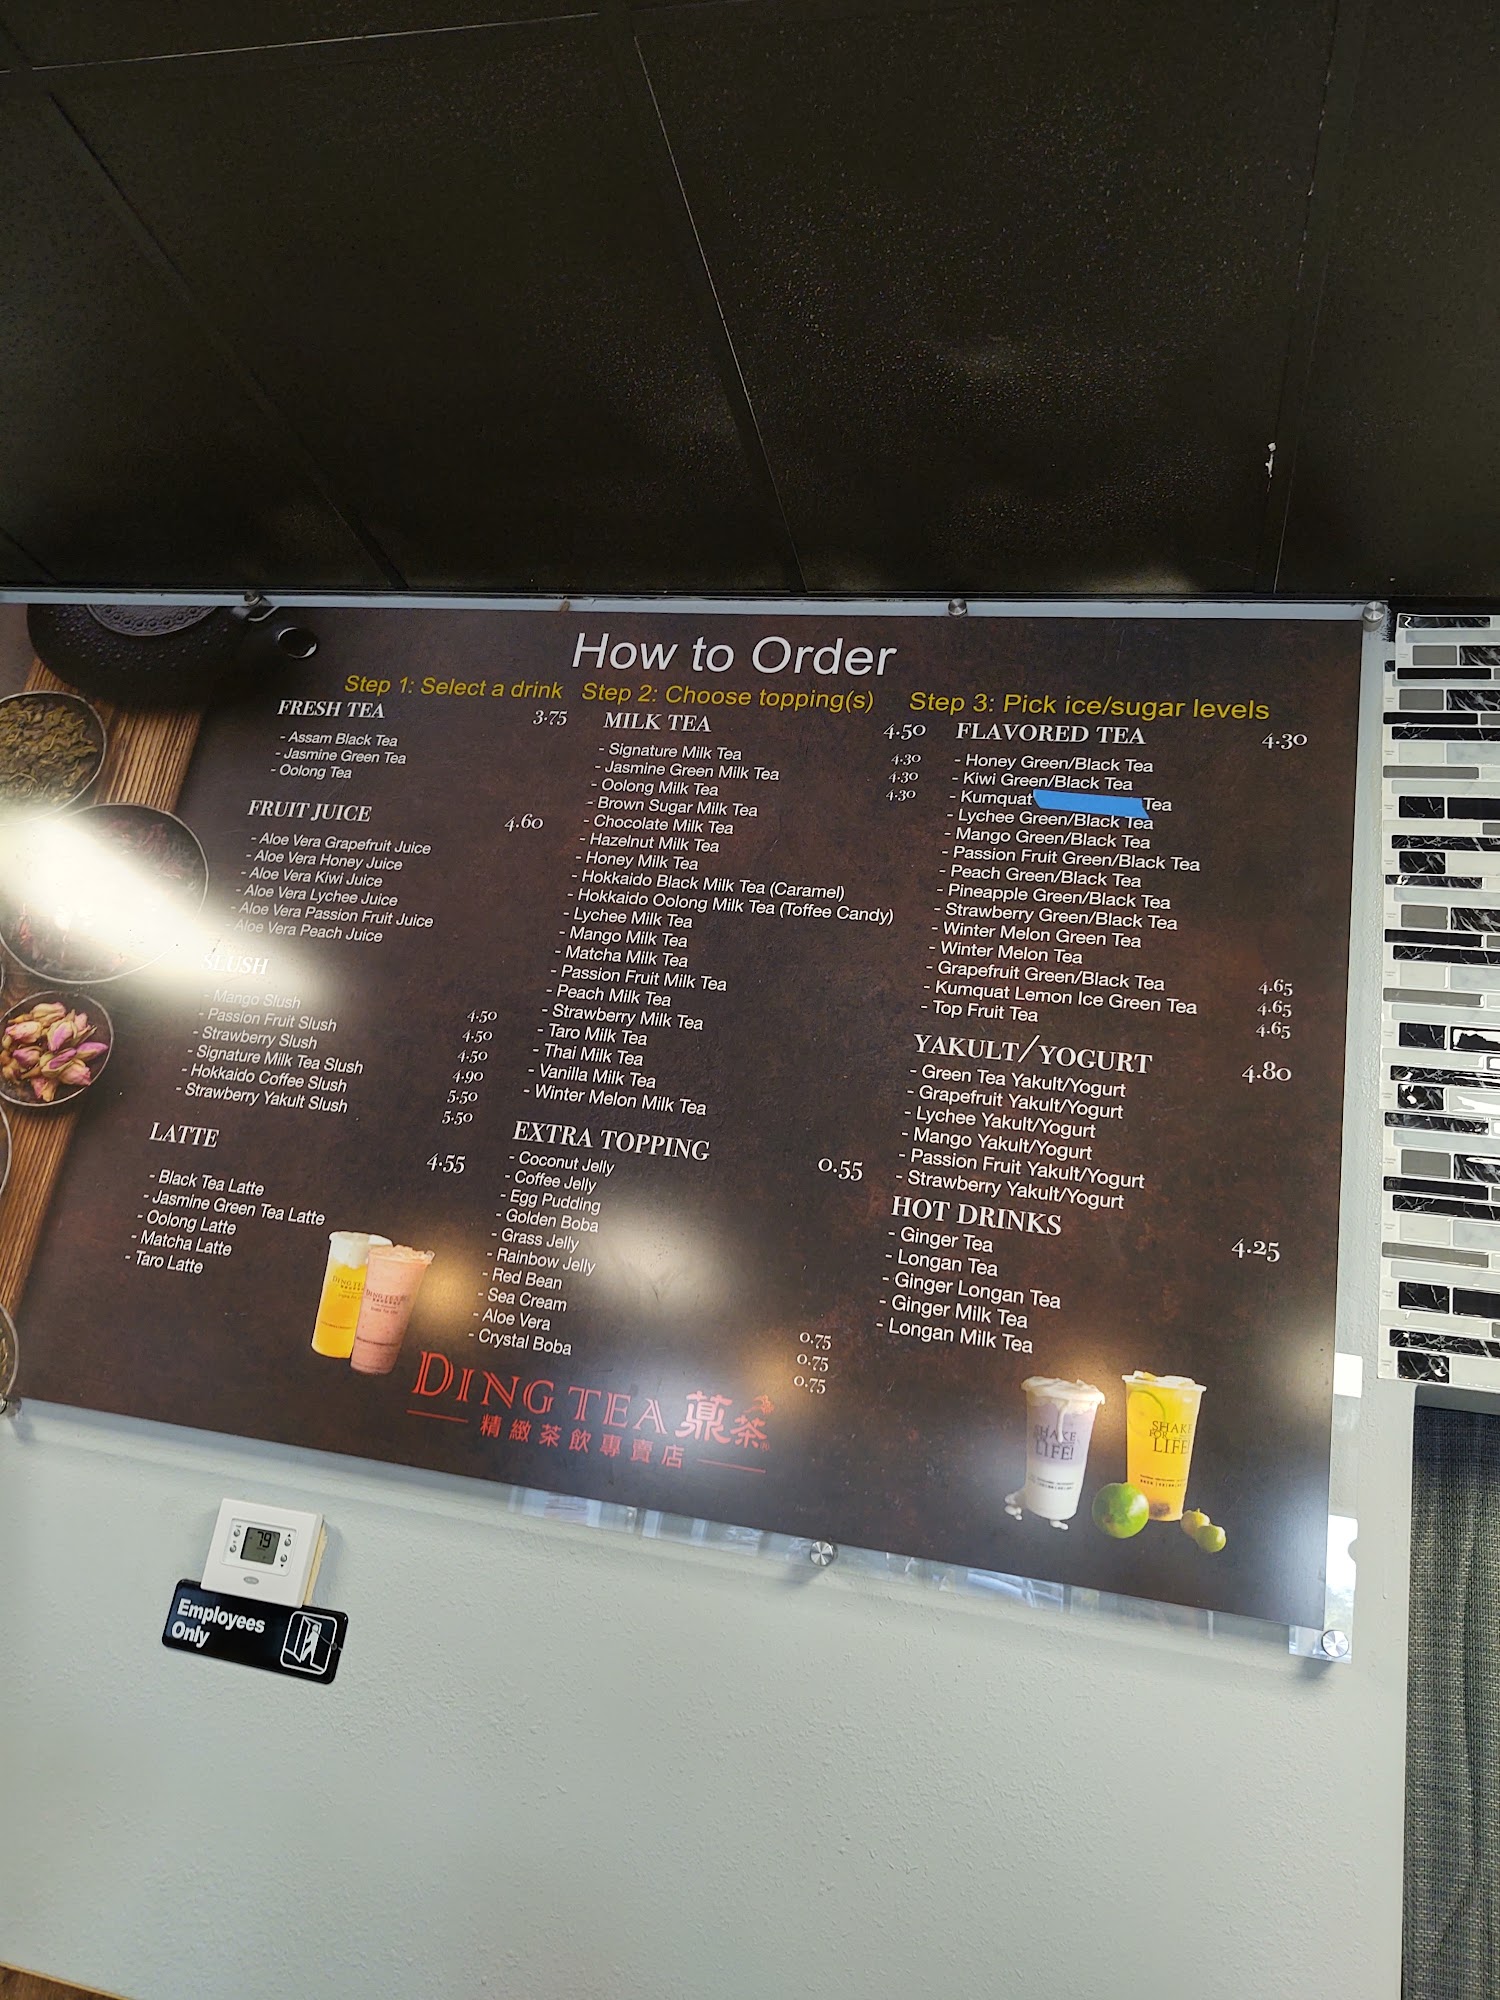 How to Order
Step 1: Select a drink Step 2: Choose topping(s) Step 3: Pick ice/sugar levels
FRESH TEA 3.75
- Assam Black Tea
- Jasmine Green Tea
- Oolong Tea
FRUIT JUICE 4.60
- Aloe Vera Grapefruit Juice
- Aloe Vera Honey Juice
- Aloe Vera Kiwi Juice
- Aloe Vera Lychee Juice
- Aloe Vera Passion Fruit Juice
- Aloe Vera Peach Juice
SLUSH
- Mango Slush 4.50
- Passion Fruit Slush 4.50
- Strawberry Slush 4.50
- Signature Milk Tea Slush 4.90
- Hokkaido Coffee Slush 5.50
- Strawberry Yakult Slush 5.50
LATTE 4.55
- Black Tea Latte
- Jasmine Green Tea Latte
- Oolong Latte
- Matcha Latte
- Taro Latte
MILK TEA 4.50
- Signature Milk Tea 4.30
- Jasmine Green Milk Tea 4.30
- Oolong Milk Tea 4.30
- Brown Sugar Milk Tea
- Chocolate Milk Tea
- Hazelnut Milk Tea
- Honey Milk Tea
- Hokkaido Black Milk Tea (Caramel)
- Hokkaido Oolong Milk Tea (Toffee Candy)
- Lychee Milk Tea
- Mango Milk Tea
- Matcha Milk Tea
- Passion Fruit Milk Tea
- Peach Milk Tea
- Strawberry Milk Tea
- Taro Milk Tea
- Thai Milk Tea
- Vanilla Milk Tea
- Winter Melon Milk Tea
EXTRA TOPPING 0.55
- Coconut Jelly
- Coffee Jelly
- Egg Pudding
- Golden Boba
- Grass Jelly
- Rainbow Jelly
- Red Bean
- Sea Cream 0.75
- Aloe Vera 0.75
- Crystal Boba 0.75
FLAVORED TEA 4.30
- Honey Green/Black Tea
- Kiwi Green/Black Tea
- Kumquat Tea
- Lychee Green/Black Tea
- Mango Green/Black Tea
- Passion Fruit Green/Black Tea
- Peach Green/Black Tea
- Pineapple Green/Black Tea
- Strawberry Green/Black Tea
- Winter Melon Green Tea
- Winter Melon Tea
- Grapefruit Green/Black Tea 4.65
- Kumquat Lemon Ice Green Tea 4.65
- Top Fruit Tea 4.65
YAKULT/YOGURT 4.80
- Green Tea Yakult/Yogurt
- Grapefruit Yakult/Yogurt
- Lychee Yakult/Yogurt
- Mango Yakult/Yogurt
- Passion Fruit Yakult/Yogurt
- Strawberry Yakult/Yogurt
HOT DRINKS 4.25
- Ginger Tea
- Longan Tea
- Ginger Longan Tea
- Ginger Milk Tea
- Longan Milk Tea
DING TEA 薡茶
精緻茶飲專賣店
SHAKE FOR LIFE!
SHAKE FOR LIFE!
79
Employees
Only